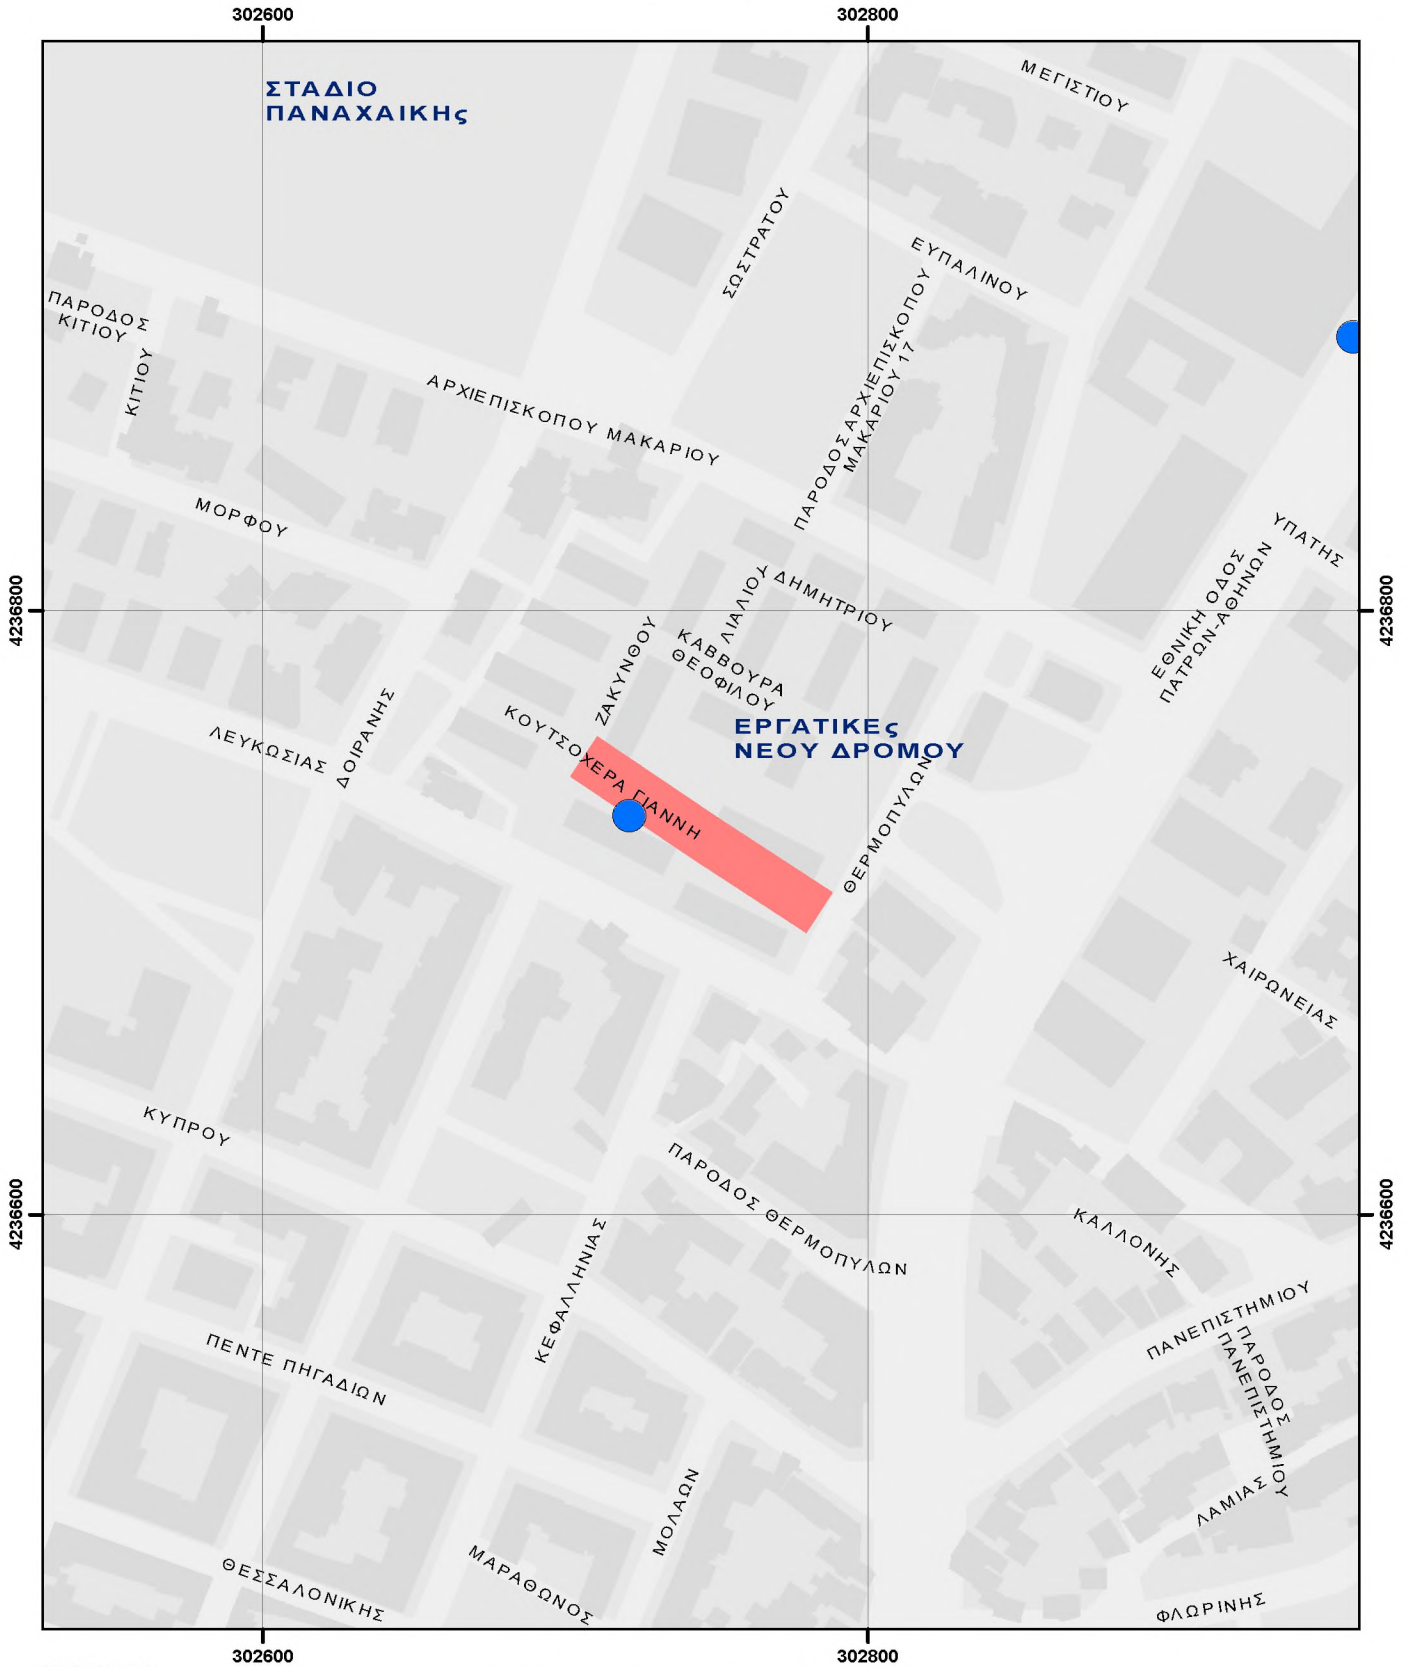 302600
302800
ΜΕΓΙΣΤΙΟΥ
ΣΤΑΔΙΟ
ΠΑΝΑΧΑΙΚΗς
ΣΩΣΤΡΑΤΟΥ
ΕΥΠΑΛΙΝΟΥ
ΠΑΡΟΔΟΣ
ΚΙΤΙΟΥ
ΚΙΤΙΟΥ
ΑΡΧΙΕΠΙΣΚΟΠΟΥ ΜΑΚΑΡΙΟΥ
ΠΑΡΟΔΟΣ ΑΡΧΙΕΠΙΣΚΟΠΟΥ
ΜΑΚΑΡΙΟΥ 17
ΜΟΡΦΟΥ
ΥΠΑΤΗΣ
4236800
4236800
ΛΙΑΛΙΟΥ ΔΗΜΗΤΡΙΟΥ
ΕΘΝΙΚΗ ΟΔΟΣ
ΠΑΤΡΩΝ-ΑΘΗΝΩΝ
ΖΑΚΥΝΘΟΥ
ΚΑΒΒΟΥΡΑ
ΘΕΟΦΙΛΟΥ
ΛΕΥΚΩΣΙΑΣ
ΔΟΙΡΑΝΗΣ
ΚΟΥΤΣΟΧΕΡΑ ΓΙΑΝΝΗ
ΕΡΓΑΤΙΚΕς
ΝΕΟΥ ΔΡΟΜΟΥ
ΘΕΡΜΟΠΥΛΩΝ
ΧΑΙΡΩΝΕΙΑΣ
ΚΥΠΡΟΥ
ΠΑΡΟΔΟΣ ΘΕΡΜΟΠΥΛΩΝ
4236600
4236600
ΚΑΛΛΟΝΗΣ
ΚΕΦΑΛΛΗΝΙΑΣ
ΠΑΝΕΠΙΣΤΗΜΙΟΥ
ΠΑΡΟΔΟΣ
ΠΑΝΕΠΙΣΤΗΜΙΟΥ
ΠΕΝΤΕ ΠΗΓΑΔΙΩΝ
ΛΑΜΙΑΣ
ΜΟΛΑΩΝ
ΘΕΣΣΑΛΟΝΙΚΗΣ
ΜΑΡΑΘΩΝΟΣ
ΦΛΩΡΙΝΗΣ
302600
302800